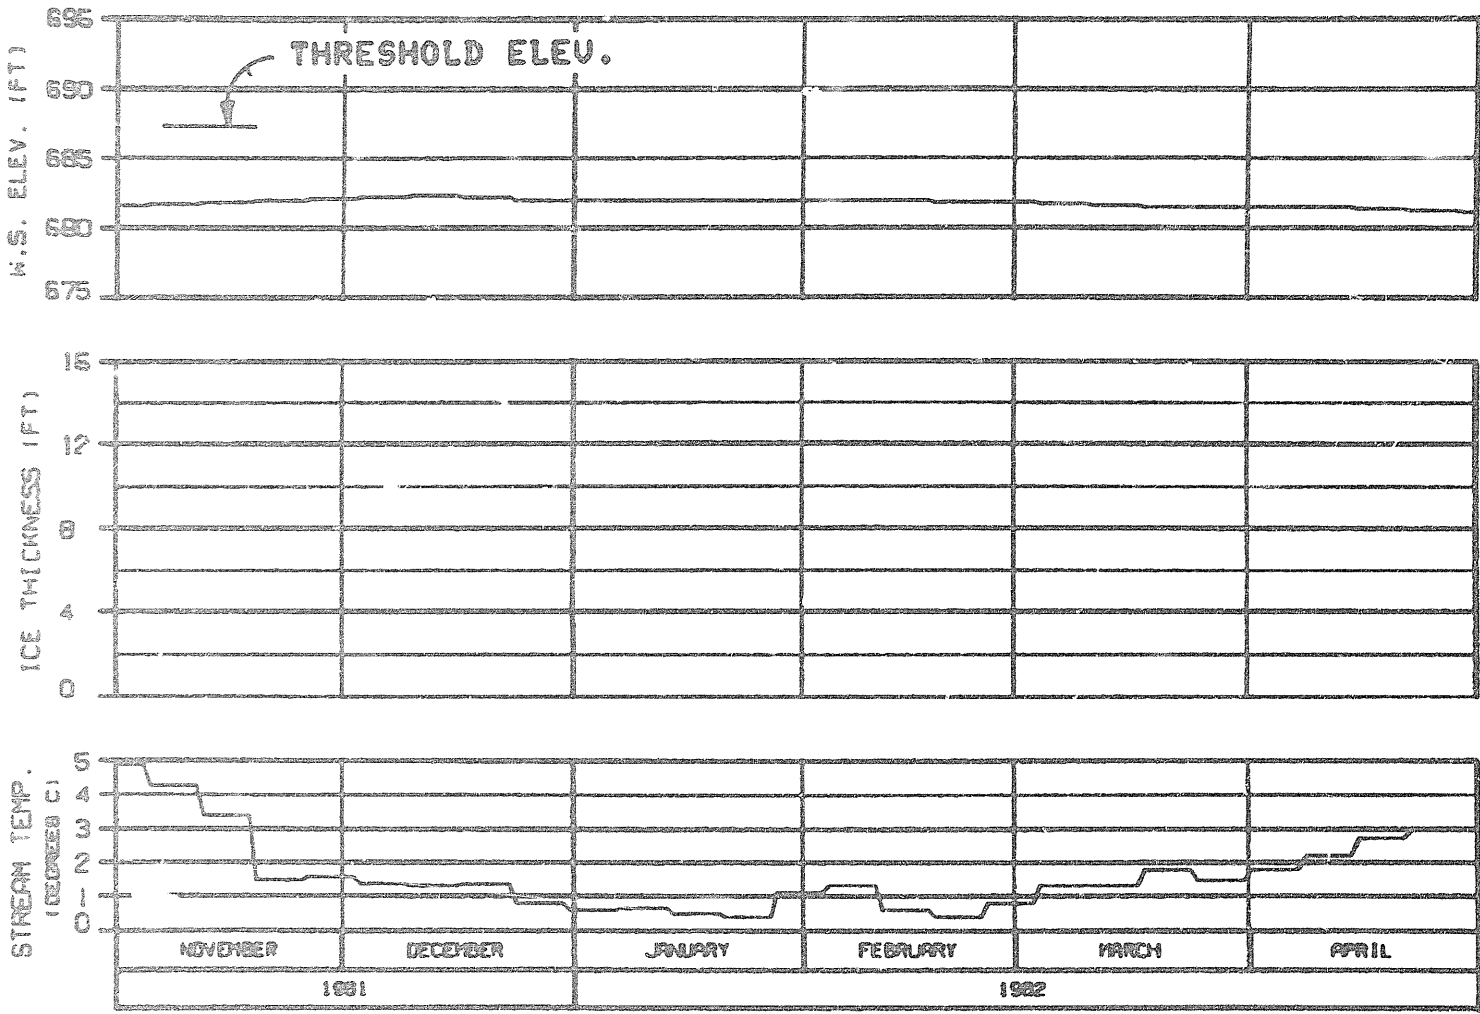 695
THRESHOLD ELEV.
690
685
680
675
W.S. ELEV. (FT)
16
12
8
4
0
ICE THICKNESS (FT)
5
4
3
2
1
0
STREAM TEMP.
(DEGREES C)
NOVEMBER DECEMBER JANUARY FEBRUARY MARCH APRIL
1981 1982